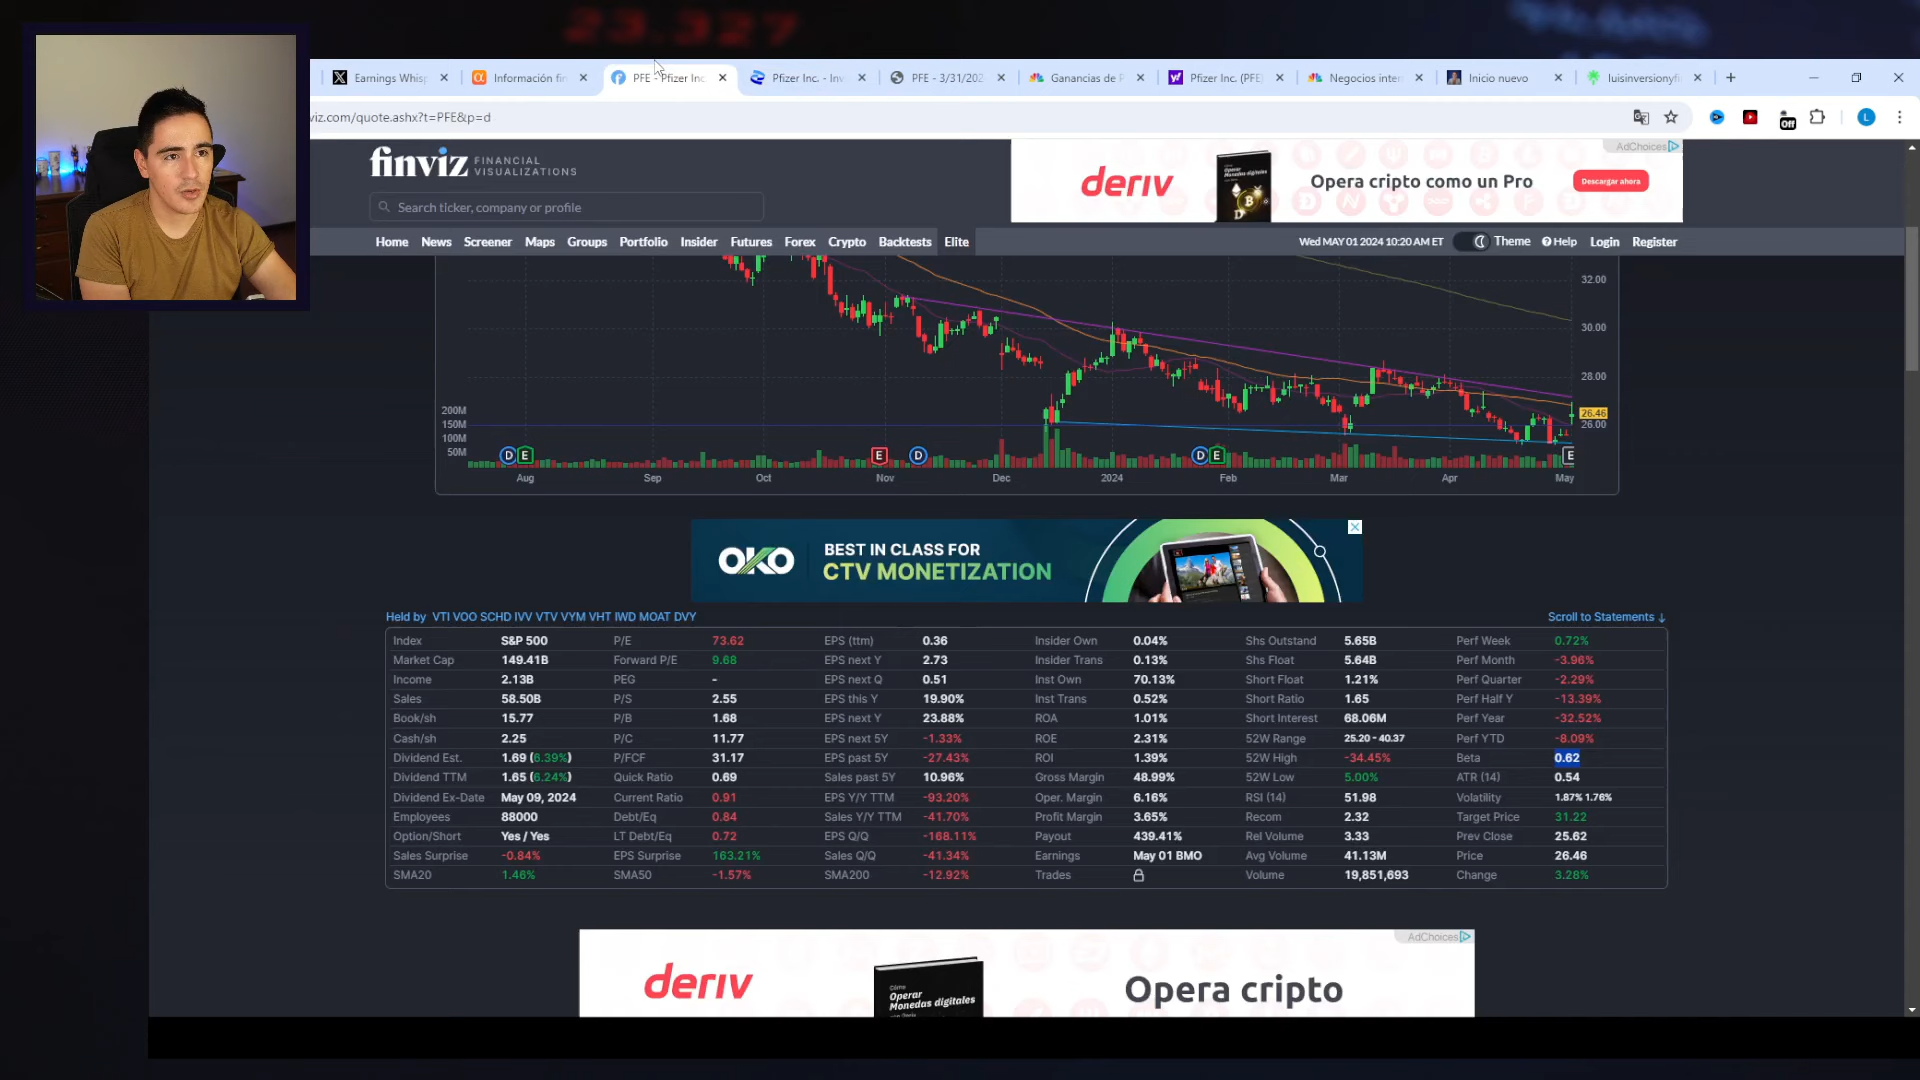 23.327
Earnings Whisp
Información fin
PFE - Pfizer Inc.
Pfizer Inc. - Inv
PFE - 3/31/202
Ganancias de P
Pfizer Inc. (PFE)
Negocios inter
Inicio nuevo
luisinversionyfi
viz.com/quote.ashx?t=PFE&p=d
Off
L
finviz FINANCIAL
VISUALIZATIONS
Search ticker, company or profile
AdChoices
deriv
Opera cripto como un Pro
Descargar ahora
Home News Screener Maps Groups Portfolio Insider Futures Forex Crypto Backtests Elite
Wed MAY 01 2024 10:20 AM ET Theme Help Login Register
32.00
30.00
28.00
26.46
26.00
200M
150M
100M
50M
D E E D D E E
Aug Sep Oct Nov Dec 2024 Feb Mar Apr May
OKO
BEST IN CLASS FOR
CTV MONETIZATION
Held by VTI VOO SCHD IVV VTV VYM VHT IWD MOAT DVY
Scroll to Statements ↓
Index S&P 500 P/E 73.62 EPS (ttm) 0.36 Insider Own 0.04% Shs Outstand 5.65B Perf Week 0.72%
Market Cap 149.41B Forward P/E 9.68 EPS next Y 2.73 Insider Trans 0.13% Shs Float 5.64B Perf Month -3.96%
Income 2.13B PEG - EPS next Q 0.51 Inst Own 70.13% Short Float 1.21% Perf Quarter -2.29%
Sales 58.50B P/S 2.55 EPS this Y 19.90% Inst Trans 0.52% Short Ratio 1.65 Perf Half Y -13.39%
Book/sh 15.77 P/B 1.68 EPS next Y 23.88% ROA 1.01% Short Interest 68.06M Perf Year -32.52%
Cash/sh 2.25 P/C 11.77 EPS next 5Y -1.33% ROE 2.31% 52W Range 25.20 - 40.37 Perf YTD -8.09%
Dividend Est. 1.69 (6.39%) P/FCF 31.17 EPS past 5Y -27.43% ROI 1.39% 52W High -34.45% Beta 0.62
Dividend TTM 1.65 (6.24%) Quick Ratio 0.69 Sales past 5Y 10.96% Gross Margin 48.99% 52W Low 5.00% ATR (14) 0.54
Dividend Ex-Date May 09, 2024 Current Ratio 0.91 EPS Y/Y TTM -93.20% Oper. Margin 6.16% RSI (14) 51.98 Volatility 1.87% 1.76%
Employees 88000 Debt/Eq 0.84 Sales Y/Y TTM -41.70% Profit Margin 3.65% Recom 2.32 Target Price 31.22
Option/Short Yes / Yes LT Debt/Eq 0.72 EPS Q/Q -168.11% Payout 439.41% Rel Volume 3.33 Prev Close 25.62
Sales Surprise -0.84% EPS Surprise 163.21% Sales Q/Q -41.34% Earnings May 01 BMO Avg Volume 41.13M Price 26.46
SMA20 1.46% SMA50 -1.57% SMA200 -12.92% Trades Volume 19,851,693 Change 3.28%
AdChoices
deriv
Cómo
Operar
Monedas digitales
Opera cripto